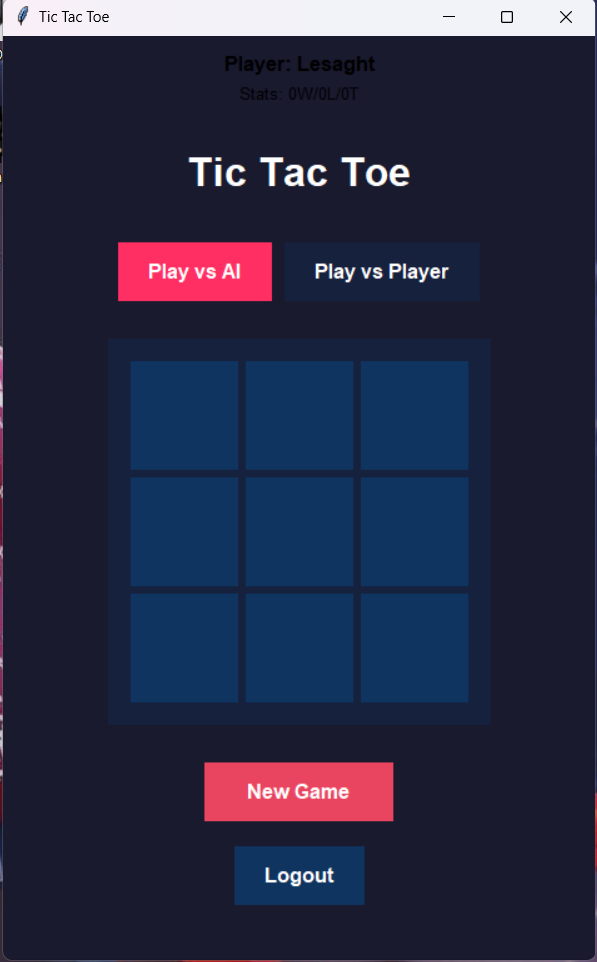 Tic Tac Toe
Player: Lesaght
Stats: 0W/0L/0T
Tic Tac Toe
Play vs AI Play vs Player
New Game
Logout